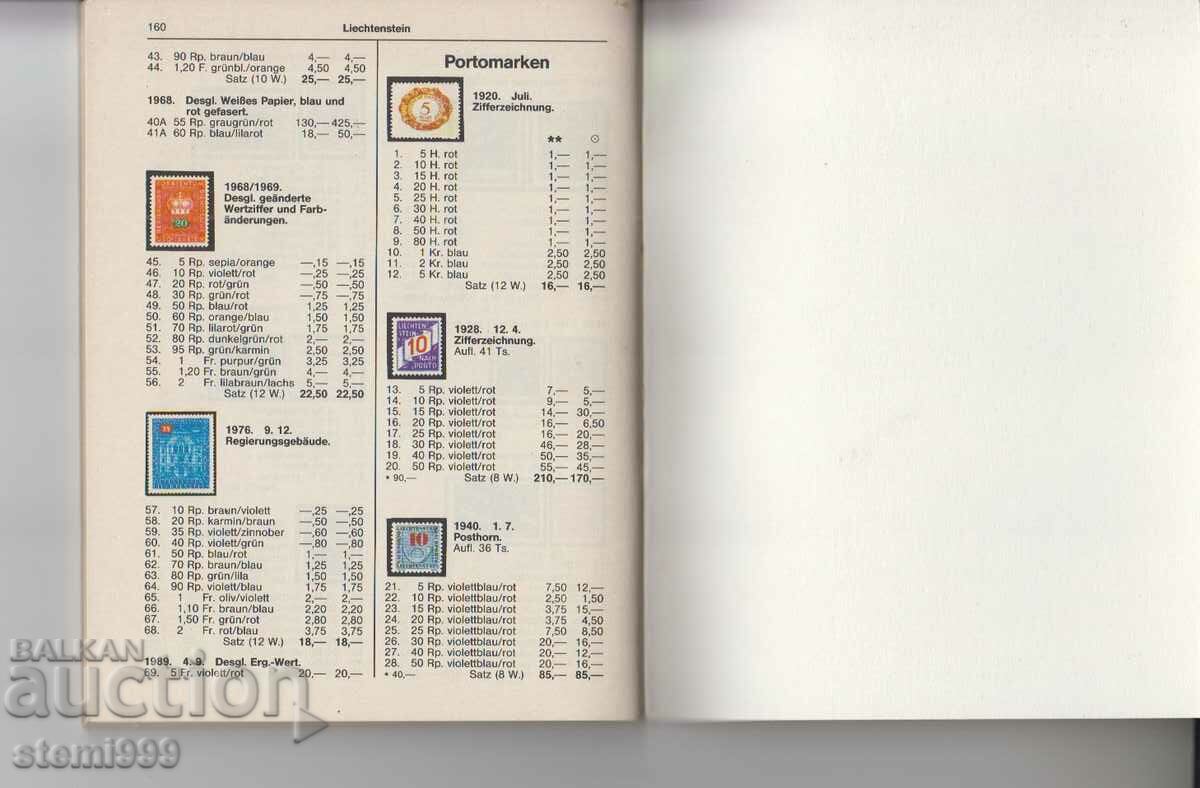 160
Liechtenstein
43. 90 Rp. braun/blau 4,— 4,—
44. 1,20 F. grünbl./orange 4,50 4,50
Satz (10 W.) 25,— 25,—
1968. Desgl. Weißes Papier, blau und
rot gefasert.
40A 55 Rp. graugrün/rot 130,— 425,—
41A 60 Rp. blau/lilarot 18,— 50,—
20
1968/1969.
Desgl. geänderte
Wertziffer und Farb-
änderungen.
45. 5 Rp. sepia/orange —,15 —,15
46. 10 Rp. violett/rot —,25 —,25
47. 20 Rp. rot/grün —,50 —,50
48. 30 Rp. grün/rot —,75 —,75
49. 50 Rp. blau/rot 1,25 1,25
50. 60 Rp. orange/blau 1,50 1,50
51. 70 Rp. lilarot/grün 1,75 1,75
52. 80 Rp. dunkelgrün/rot 2,— 2,—
53. 95 Rp. grün/karmin 2,50 2,50
54. 1 Fr. purpur/grün 3,25 3,25
55. 1,20 Fr. braun/grün 4,— 4,—
56. 2 Fr. lilabraun/lachs 5,— 5,—
Satz (12 W.) 22,50 22,50
35
1976. 9. 12.
Regierungsgebäude.
57. 10 Rp. braun/violett —,25 —,25
58. 20 Rp. karmin/braun —,50 —,50
59. 35 Rp. violett/zinnober —,60 —,60
60. 40 Rp. violett/grün —,80 —,80
61. 50 Rp. blau/rot 1,— 1,—
62. 70 Rp. braun/blau 1,25 1,25
63. 80 Rp. grün/lila 1,50 1,50
64. 90 Rp. violett/blau 1,75 1,75
65. 1 Fr. oliv/violett 2,— 2,—
66. 1,10 Fr. braun/blau 2,20 2,20
67. 1,50 Fr. grün/rot 2,80 2,80
68. 2 Fr. rot/blau 3,75 3,75
Satz (12 W.) 18,— 18,—
1989. 4. 9. Desgl. Erg.-Wert.
69. 5 Fr. violett/rot 20,— 20,—
Portomarken
5
1920. Juli.
Zifferzeichnung.
★★ ⊙
1. 5 H. rot 1,— 1,—
2. 10 H. rot 1,— 1,—
3. 15 H. rot 1,— 1,—
4. 20 H. rot 1,— 1,—
5. 25 H. rot 1,— 1,—
6. 30 H. rot 1,— 1,—
7. 40 H. rot 1,— 1,—
8. 50 H. rot 1,— 1,—
9. 80 H. rot 1,— 1,—
10. 1 Kr. blau 2,50 2,50
11. 2 Kr. blau 2,50 2,50
12. 5 Kr. blau 2,50 2,50
Satz (12 W.) 16,— 16,—
LIECHTEN
STEIN
10
NACH
PORTO
1928. 12. 4.
Zifferzeichnung.
Aufl. 41 Ts.
13. 5 Rp. violett/rot 7,— 5,—
14. 10 Rp. violett/rot 9,— 5,—
15. 15 Rp. violett/rot 14,— 30,—
16. 20 Rp. violett/rot 16,— 6,50
17. 25 Rp. violett/rot 16,— 20,—
18. 30 Rp. violett/rot 46,— 28,—
19. 40 Rp. violett/rot 50,— 35,—
20. 50 Rp. violett/rot 55,— 45,—
* 90,— Satz (8 W.) 210,— 170,—
10
1940. 1. 7.
Posthorn.
Aufl. 36 Ts.
21. 5 Rp. violettblau/rot 7,50 12,—
22. 10 Rp. violettblau/rot 2,50 1,50
23. 15 Rp. violettblau/rot 3,75 15,—
24. 20 Rp. violettblau/rot 3,75 4,50
25. 25 Rp. violettblau/rot 7,50 8,50
26. 30 Rp. violettblau/rot 20,— 16,—
27. 40 Rp. violettblau/rot 20,— 12,—
28. 50 Rp. violettblau/rot 20,— 16,—
* 40,— Satz (8 W.) 85,— 85,—
BALKAN
auction
stemi999